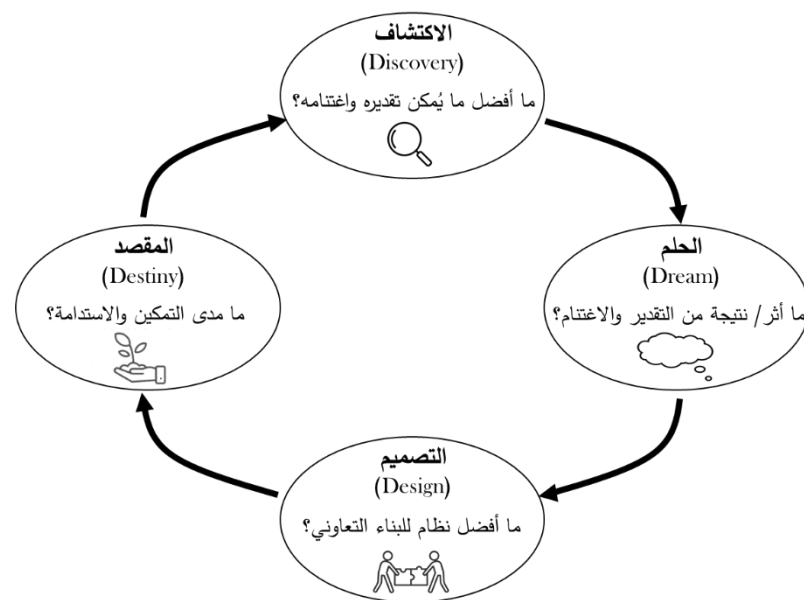 الاكتشاف
(Discovery)
ما أفضل ما يُمكن تقديره واغتنامه؟
الحلم
(Dream)
ما أثر/ نتيجة من التقدير والاغتنام؟
التصميم
(Design)
ما أفضل نظام للبناء التعاوني؟
المقصد
(Destiny)
ما مدى التمكين والاستدامة؟